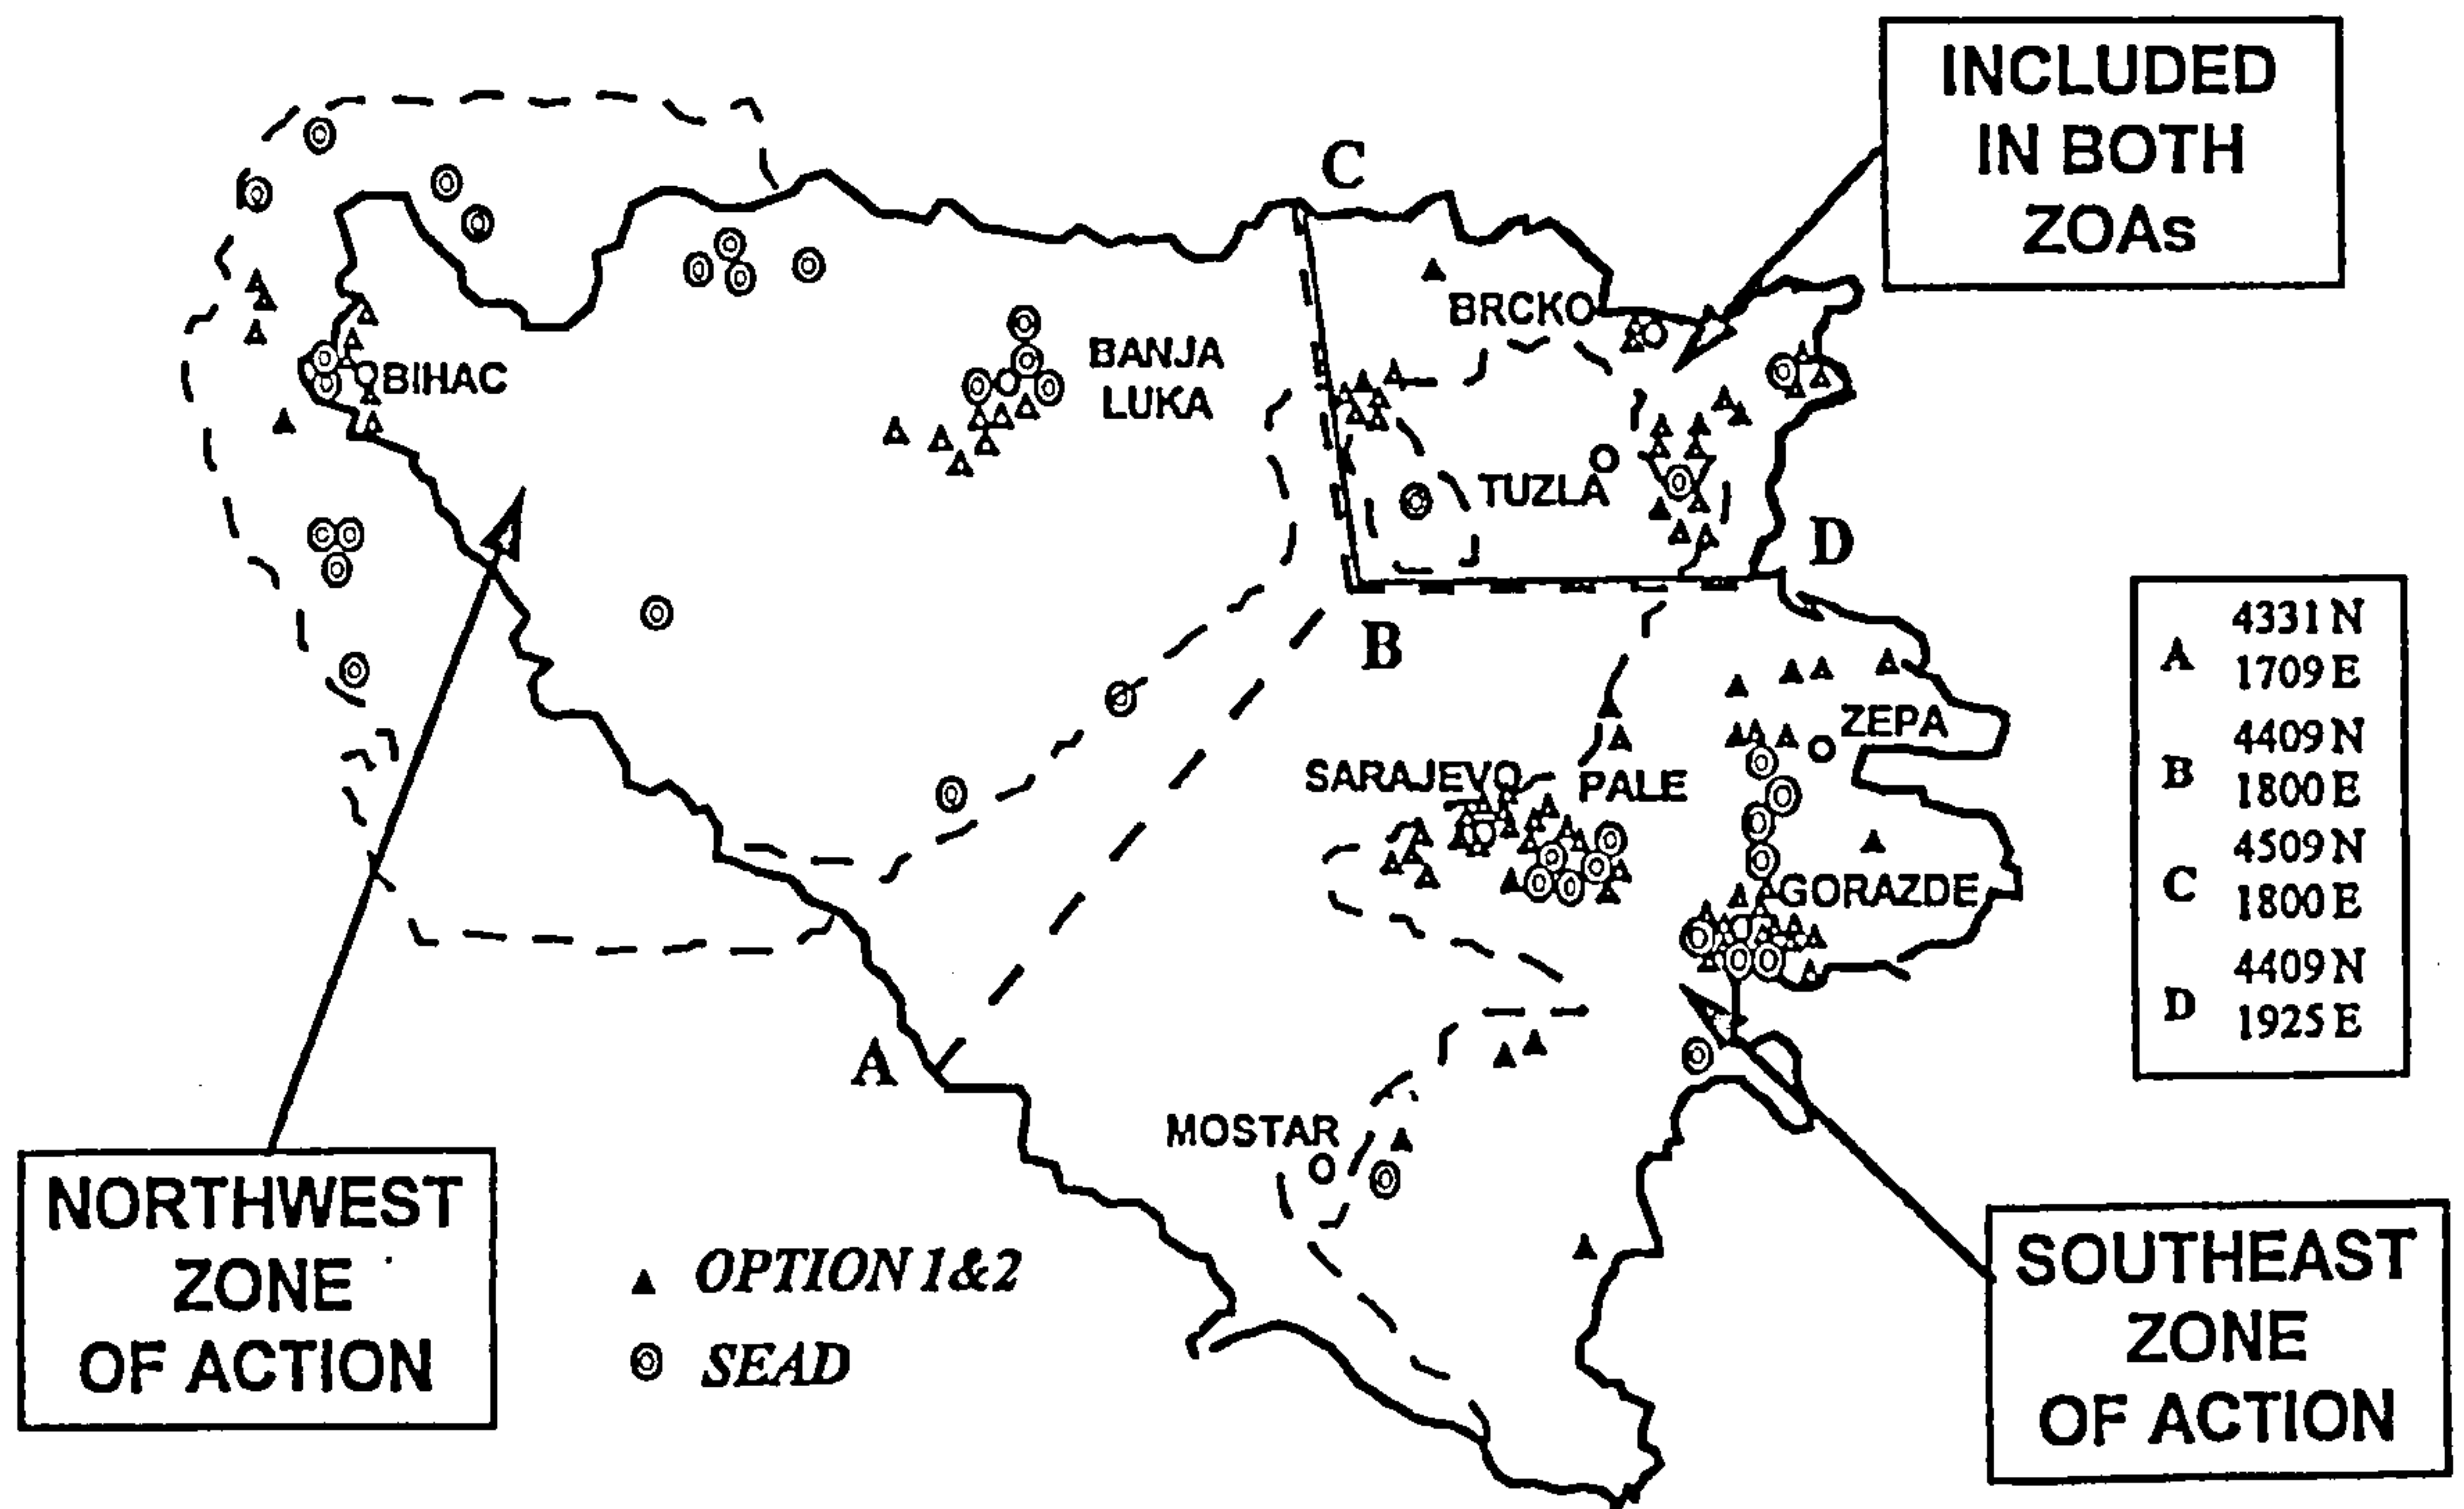 INCLUDED
IN BOTH
ZOAs
C
BRCKO
BANJA
LUKA
BIHAC
TUZLA
D
B
ZEPA
SARAJEVO
PALE
GORAZDE
A
MOSTAR
4331 N
A
1709 E
4409 N
B
1800 E
4509 N
C
1800 E
4409 N
D
1925 E
NORTHWEST
ZONE
OF ACTION
OPTION 1&2
SEAD
SOUTHEAST
ZONE
OF ACTION